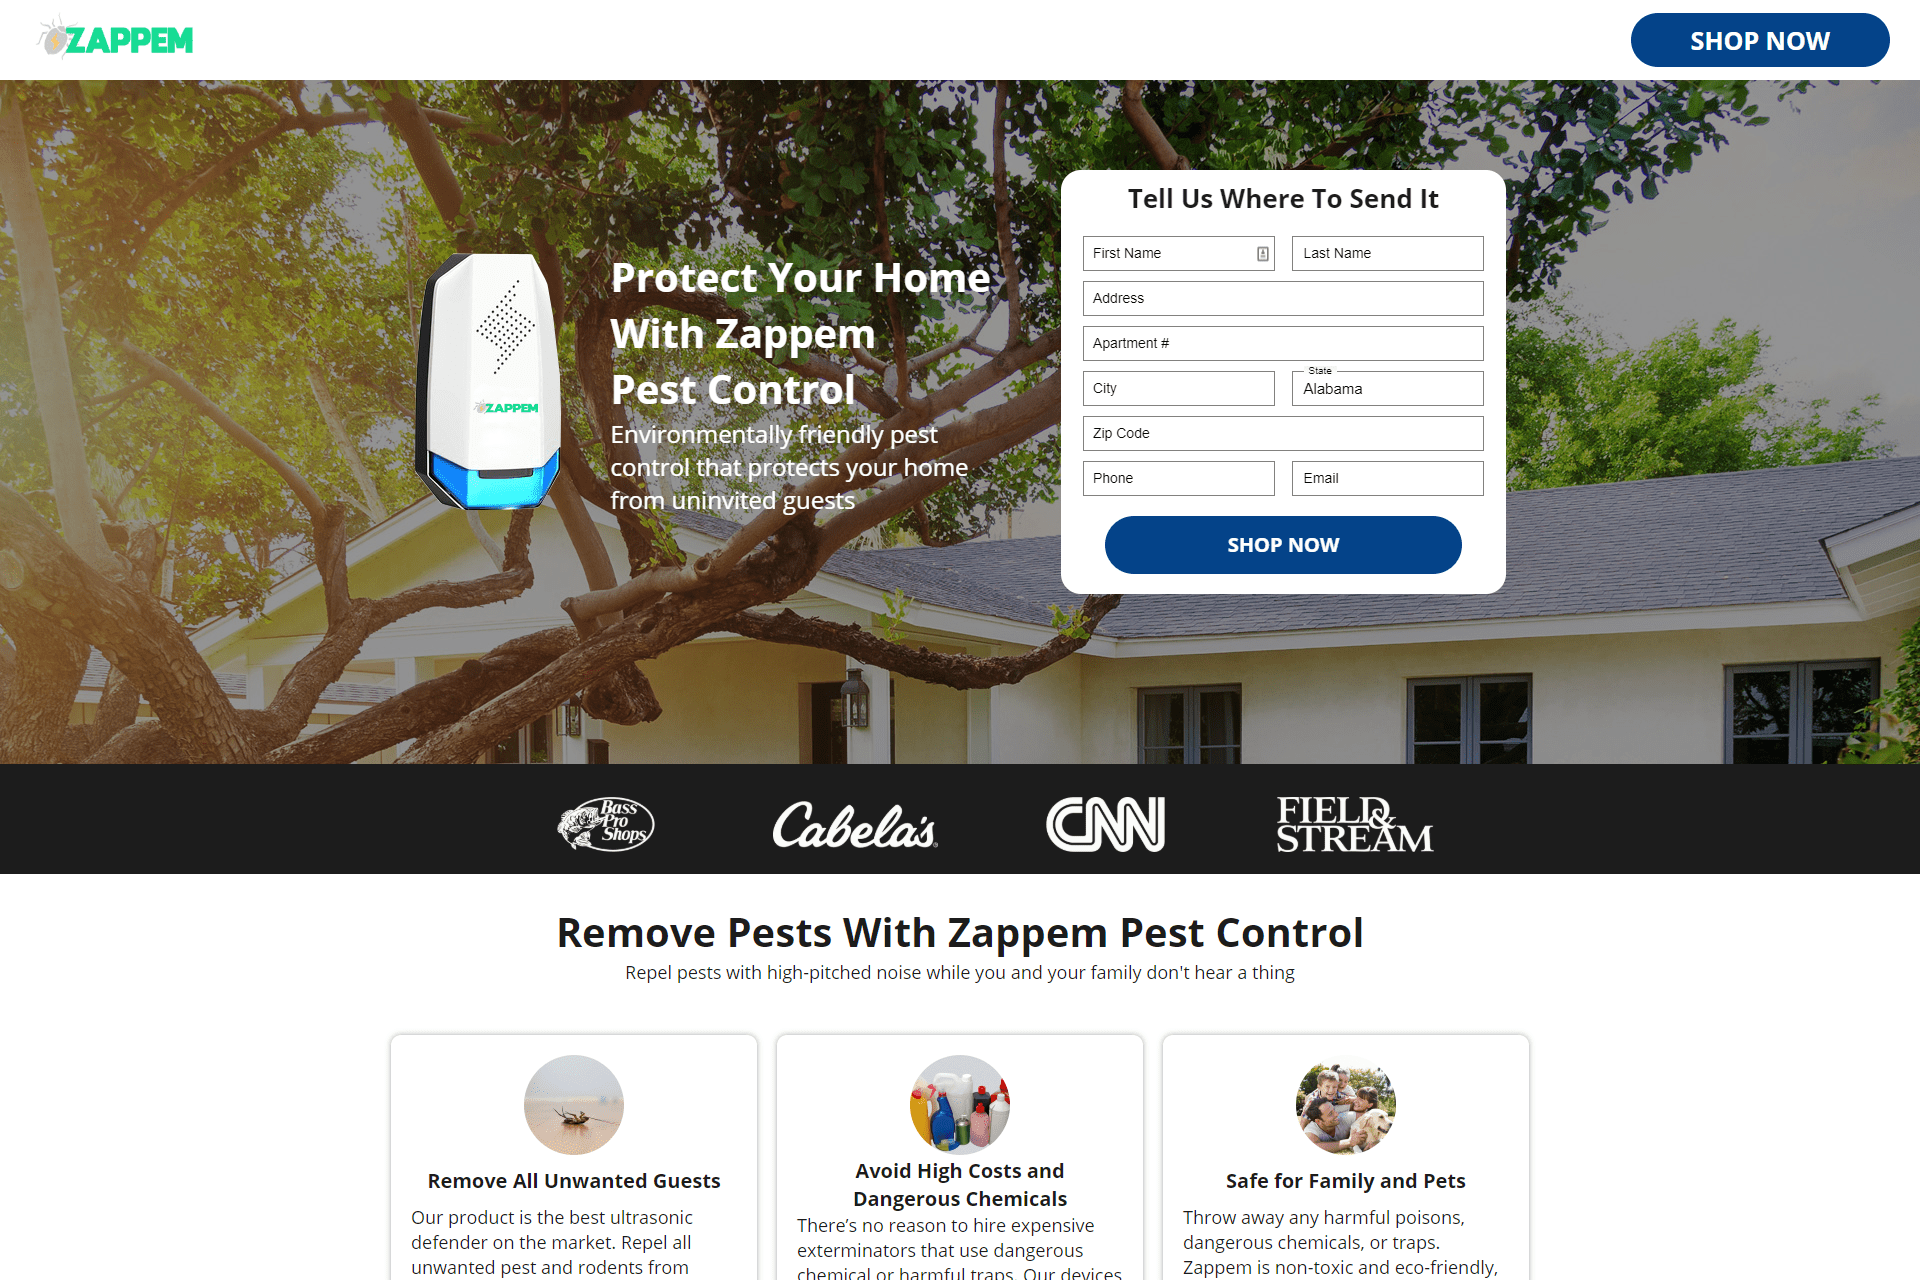 ZAPPEM
SHOP NOW
Protect Your Home
With Zappem
Pest Control
Environmentally friendly pest
control that protects your home
from uninvited guests
ZAPPEM
Tell Us Where To Send It
First Name
Last Name
Address
Apartment #
City
State
Alabama
Zip Code
Phone
Email
SHOP NOW
Bass
Pro
Shops
Cabela's
CNN
FIELD &
STREAM
Remove Pests With Zappem Pest Control
Repel pests with high-pitched noise while you and your family don't hear a thing
Remove All Unwanted Guests
Our product is the best ultrasonic
defender on the market. Repel all
unwanted pest and rodents from
Avoid High Costs and
Dangerous Chemicals
There’s no reason to hire expensive
exterminators that use dangerous
chemical or harmful traps. Our devices
Safe for Family and Pets
Throw away any harmful poisons,
dangerous chemicals, or traps.
Zappem is non-toxic and eco-friendly,